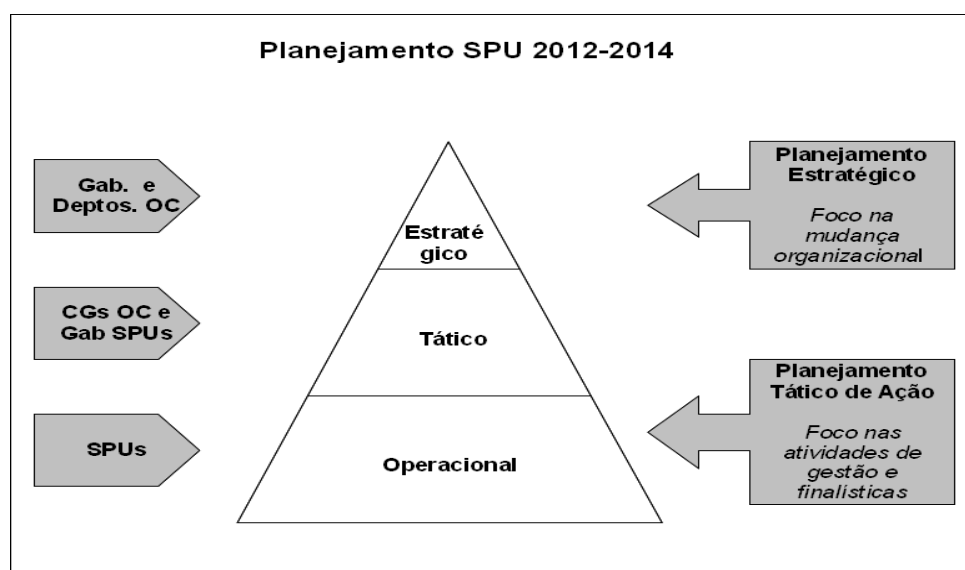 Planejamento SPU 2012-2014
Gab. e
Deptos. OC
CGs OC e
Gab SPUs
SPUs
Estraté
gico
Tático
Operacional
Planejamento
Estratégico
Foco na
mudança
organizacional
Planejamento
Tático de Ação
Foco nas
atividades de
gestão e
finalísticas